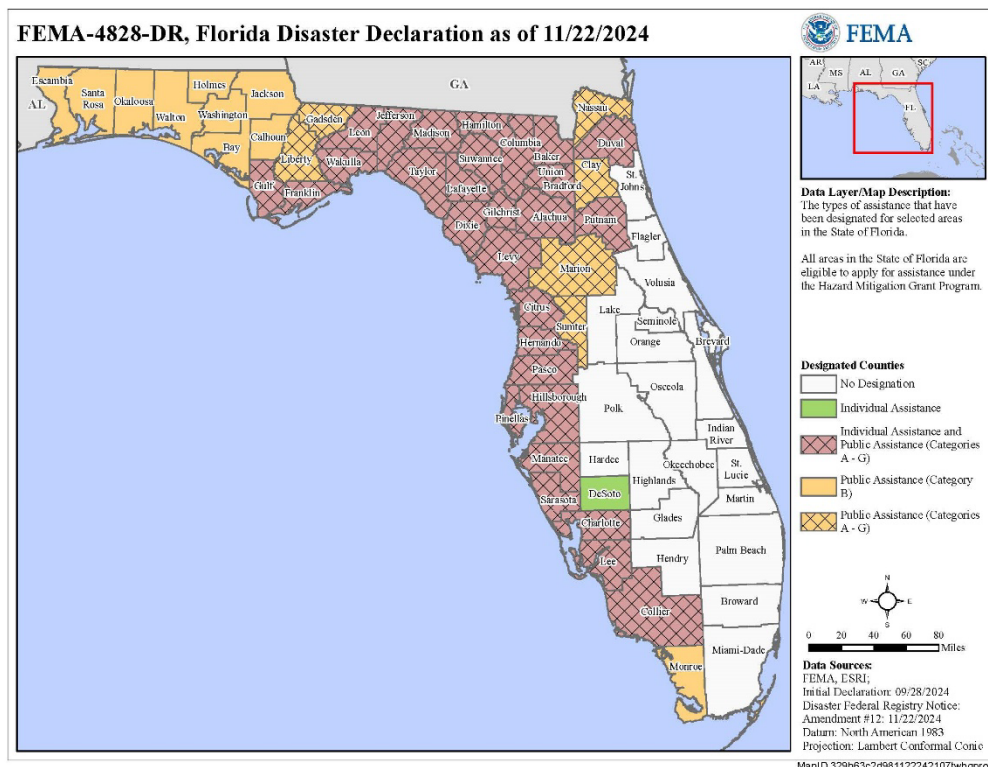 FEMA-4828-DR, Florida Disaster Declaration as of 11/22/2024
FEMA
AR
MS
AL
GA
SC
LA
FL
GA
AL
Escambia
Santa
Rosa
Okaloosa
Walton
Holmes
Washington
Bay
Jackson
Calhoun
Gulf
Gadsden
Liberty
Franklin
Leon
Wakulla
Jefferson
Madison
Taylor
Hamilton
Suwannee
Lafayette
Dixie
Columbia
Gilchrist
Levy
Baker
Union
Bradford
Alachua
Nassau
Duval
Clay
St.
Johns
Putnam
Flagler
Marion
Volusia
Citrus
Sumter
Lake
Seminole
Orange
Brevard
Hernando
Pasco
Hillsborough
Pinellas
Polk
Osceola
Indian
River
Manatee
Hardee
Highlands
Okeechobee
St.
Lucie
Sarasota
DeSoto
Martin
Charlotte
Glades
Lee
Hendry
Palm Beach
Collier
Broward
Monroe
Miami-Dade
Data Layer/Map Description:
The types of assistance that have
been designated for selected areas
in the State of Florida.
All areas in the State of Florida are
eligible to apply for assistance under
the Hazard Mitigation Grant Program.
Designated Counties
No Designation
Individual Assistance
Individual Assistance and
Public Assistance (Categories
A - G)
Public Assistance (Category
B)
Public Assistance (Categories
A - G)
N
W
E
S
0 20 40 60 80
Miles
Data Sources:
FEMA, ESRI;
Initial Declaration: 09/28/2024
Disaster Federal Registry Notice:
Amendment #12: 11/22/2024
Datum: North American 1983
Projection: Lambert Conformal Conic